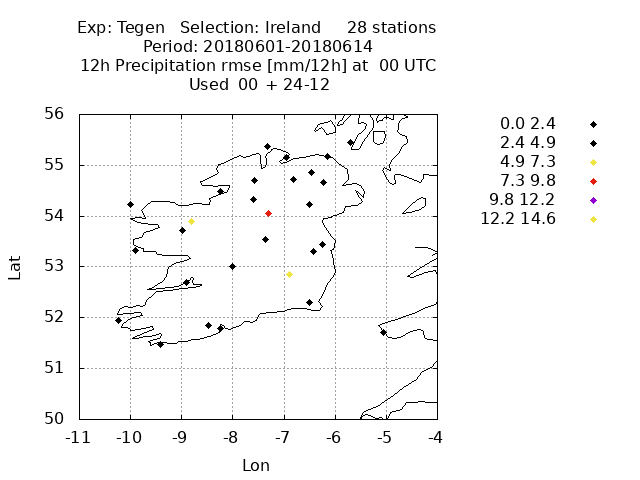 Exp: Tegen   Selection: Ireland     28 stations
Period: 20180601-20180614
12h Precipitation rmse [mm/12h] at  00 UTC
Used  00  + 24-12
56
55
54
53
52
51
50
-11 -10 -9 -8 -7 -6 -5 -4
Lat
Lon
0.0 2.4
2.4 4.9
4.9 7.3
7.3 9.8
9.8 12.2
12.2 14.6